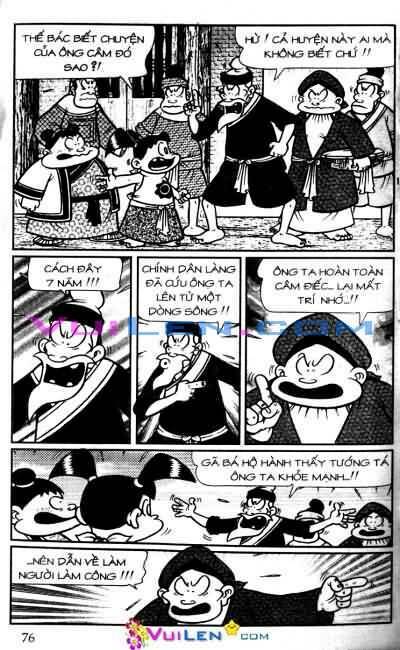 THẾ BÁC BIẾT CHUYỆN
CỦA ÔNG CÂM ĐÓ
SAO?!
HỪ! CẢ HUYỆN NÀY AI MÀ
KHÔNG BIẾT CHỨ!!
CÁCH ĐÂY
7 NĂM!!!
CHÍNH DÂN LÀNG
ĐÃ CỨU ÔNG TA
LÊN TỪ MỘT
DÒNG SÔNG!!
ÔNG TA HOÀN TOÀN
CÂM ĐIẾC... LẠI MẤT
TRÍ NHỚ..!!
VUILEN.COM
GÃ BÁ HỘ HÀNH THẤY TƯỚNG TÁ
ÔNG TA KHỎE MẠNH..!!
...NÊN DẪN VỀ LÀM
NGƯỜI LÀM CÔNG!!!
76
VUILEN.COM